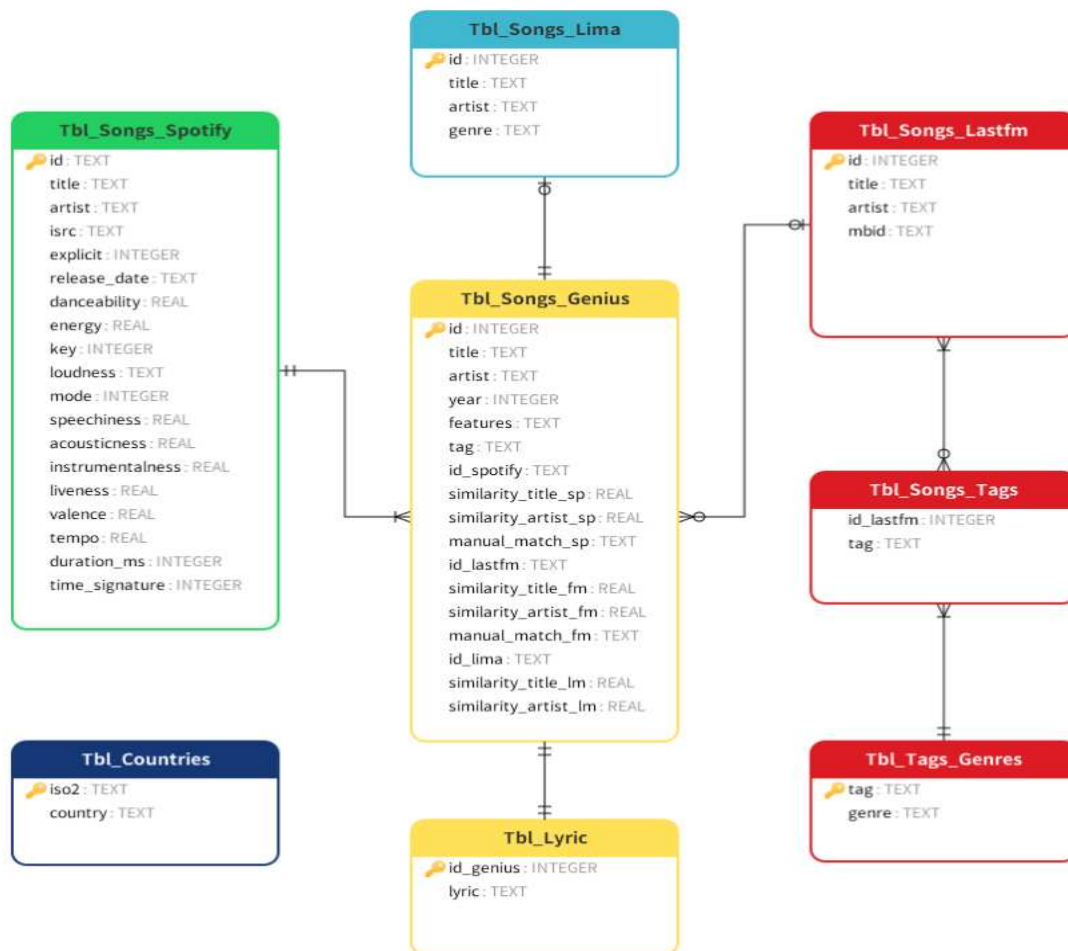 Tbl_Songs_Lima
id : INTEGER
title : TEXT
artist : TEXT
genre : TEXT
Tbl_Songs_Spotify
id : TEXT
title : TEXT
artist : TEXT
isrc : TEXT
explicit : INTEGER
release_date : TEXT
danceability : REAL
energy : REAL
key : INTEGER
loudness : TEXT
mode : INTEGER
speechiness : REAL
acousticness : REAL
instrumentalness : REAL
liveness : REAL
valence : REAL
tempo : REAL
duration_ms : INTEGER
time_signature : INTEGER
Tbl_Songs_Genius
id : INTEGER
title : TEXT
artist : TEXT
year : INTEGER
features : TEXT
tag : TEXT
id_spotify : TEXT
similarity_title_sp : REAL
similarity_artist_sp : REAL
manual_match_sp : TEXT
id_lastfm : TEXT
similarity_title_fm : REAL
similarity_artist_fm : REAL
manual_match_fm : TEXT
id_lima : TEXT
similarity_title_lm : REAL
similarity_artist_lm : REAL
Tbl_Songs_Lastfm
id : INTEGER
title : TEXT
artist : TEXT
mbid : TEXT
Tbl_Songs_Tags
id_lastfm : INTEGER
tag : TEXT
Tbl_Countries
iso2 : TEXT
country : TEXT
Tbl_Lyric
id_genius : INTEGER
lyric : TEXT
Tbl_Tags_Genres
tag : TEXT
genre : TEXT